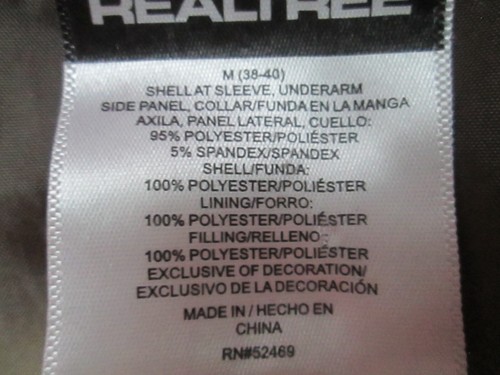 REALTREE
M (38-40)
SHELL AT SLEEVE, UNDERARM
SIDE PANEL, COLLAR/FUNDA EN LA MANGA
AXILA, PANEL LATERAL, CUELLO:
95% POLYESTER/POLIÉSTER
5% SPANDEX/SPANDEX
SHELL/FUNDA:
100% POLYESTER/POLIÉSTER
LINING/FORRO:
100% POLYESTER/POLIÉSTER
FILLING/RELLENO:
100% POLYESTER/POLIÉSTER
EXCLUSIVE OF DECORATION/
EXCLUSIVO DE LA DECORACIÓN
MADE IN / HECHO EN
CHINA
RN#52469